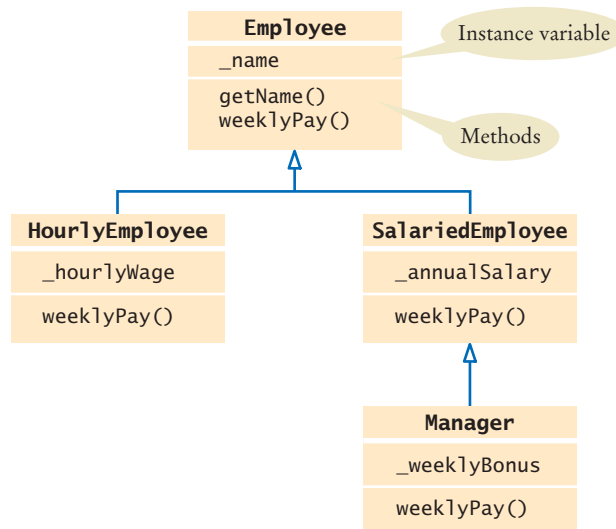 Employee
Instance variable
_name
getName()
weeklyPay()
Methods
HourlyEmployee
_hourlyWage
weeklyPay()
SalariedEmployee
_annualSalary
weeklyPay()
Manager
_weeklyBonus
weeklyPay()